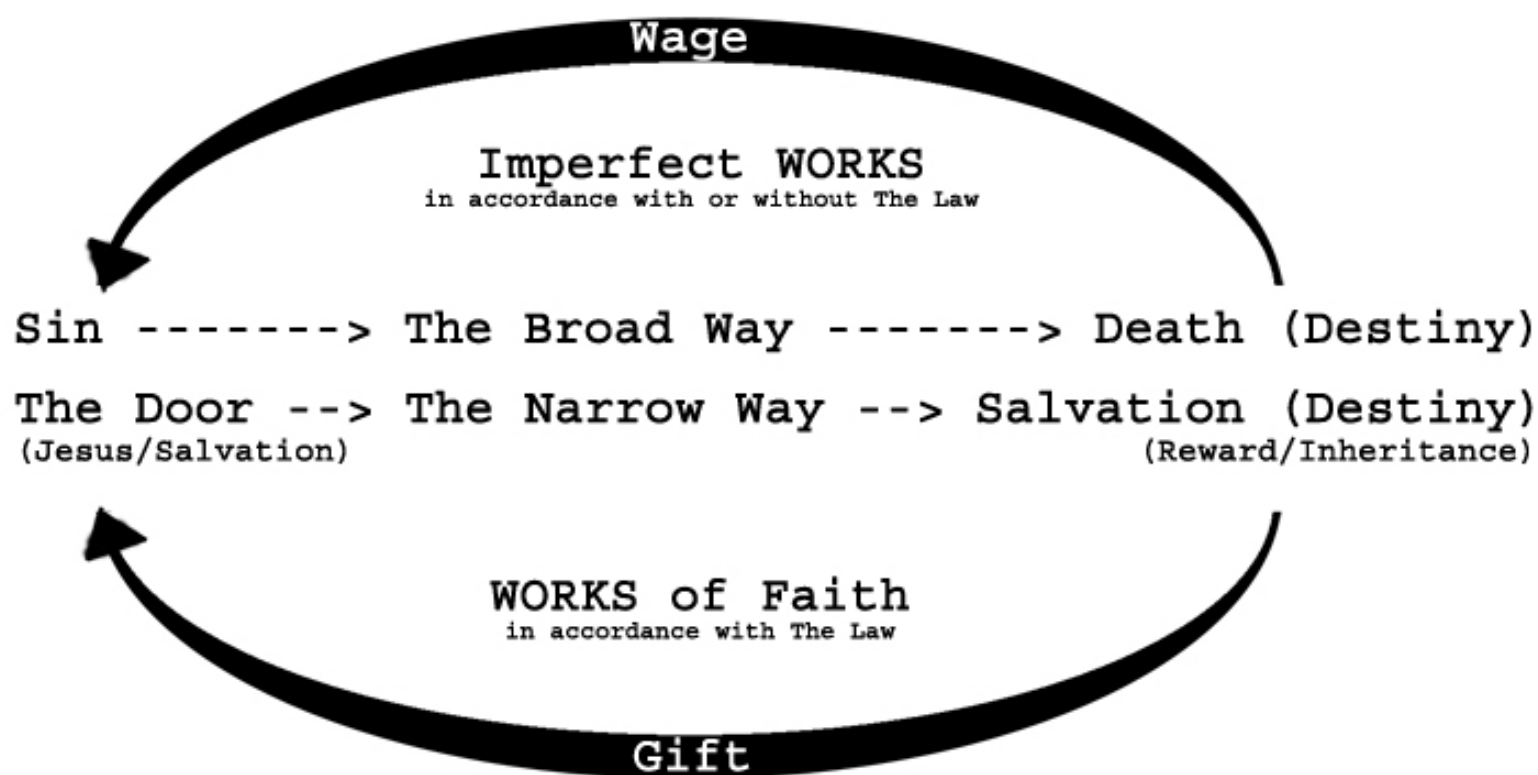 Wage
Imperfect WORKS
in accordance with or without The Law
Sin -------> The Broad Way -------> Death (Destiny)
The Door --> The Narrow Way --> Salvation (Destiny)
(Jesus/Salvation) (Reward/Inheritance)
WORKS of Faith
in accordance with The Law
Gift